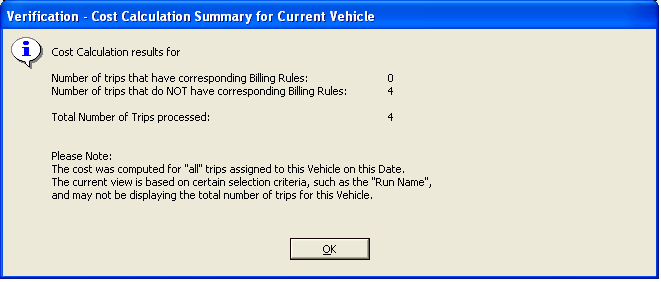 Verification - Cost Calculation Summary for Current Vehicle
Cost Calculation results for
Number of trips that have corresponding Billing Rules: 0
Number of trips that do NOT have corresponding Billing Rules: 4
Total Number of Trips processed: 4
Please Note:
The cost was computed for "all" trips assigned to this Vehicle on this Date.
The current view is based on certain selection criteria, such as the "Run Name",
and may not be displaying the total number of trips for this Vehicle.
OK